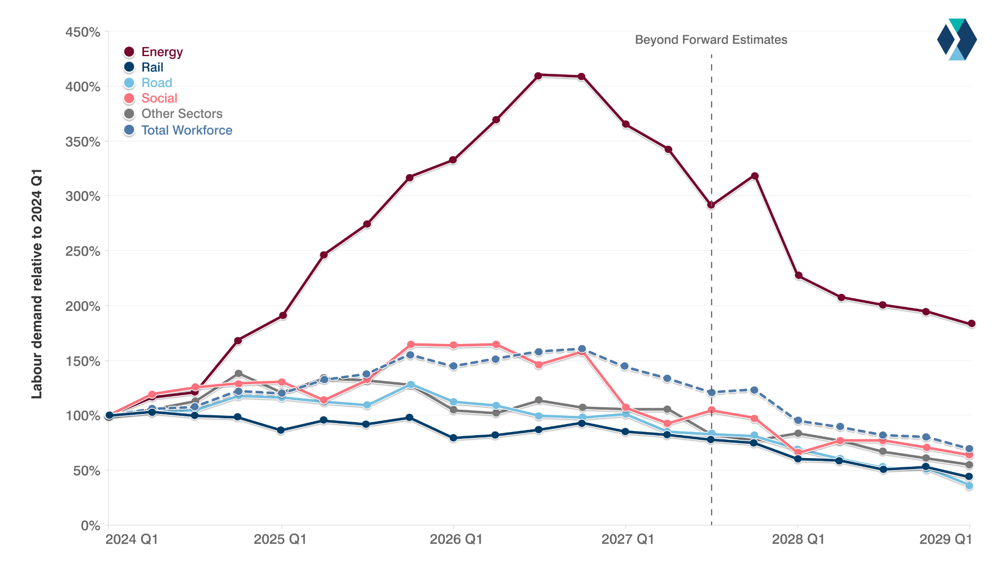 450%
400%
350%
300%
250%
200%
150%
100%
50%
0%
Labour demand relative to 2024 Q1
Energy
Rail
Road
Social
Other Sectors
Total Workforce
Beyond Forward Estimates
2024 Q1
2025 Q1
2026 Q1
2027 Q1
2028 Q1
2029 Q1